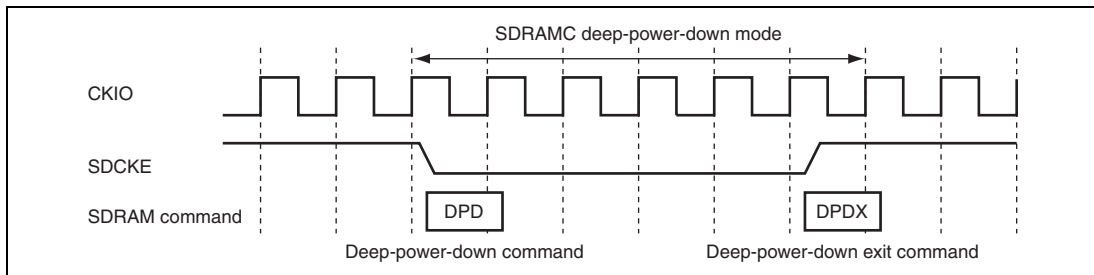 SDRAMC deep-power-down mode
CKIO
SDCKE
SDRAM command
DPD
DPDX
Deep-power-down command
Deep-power-down exit command